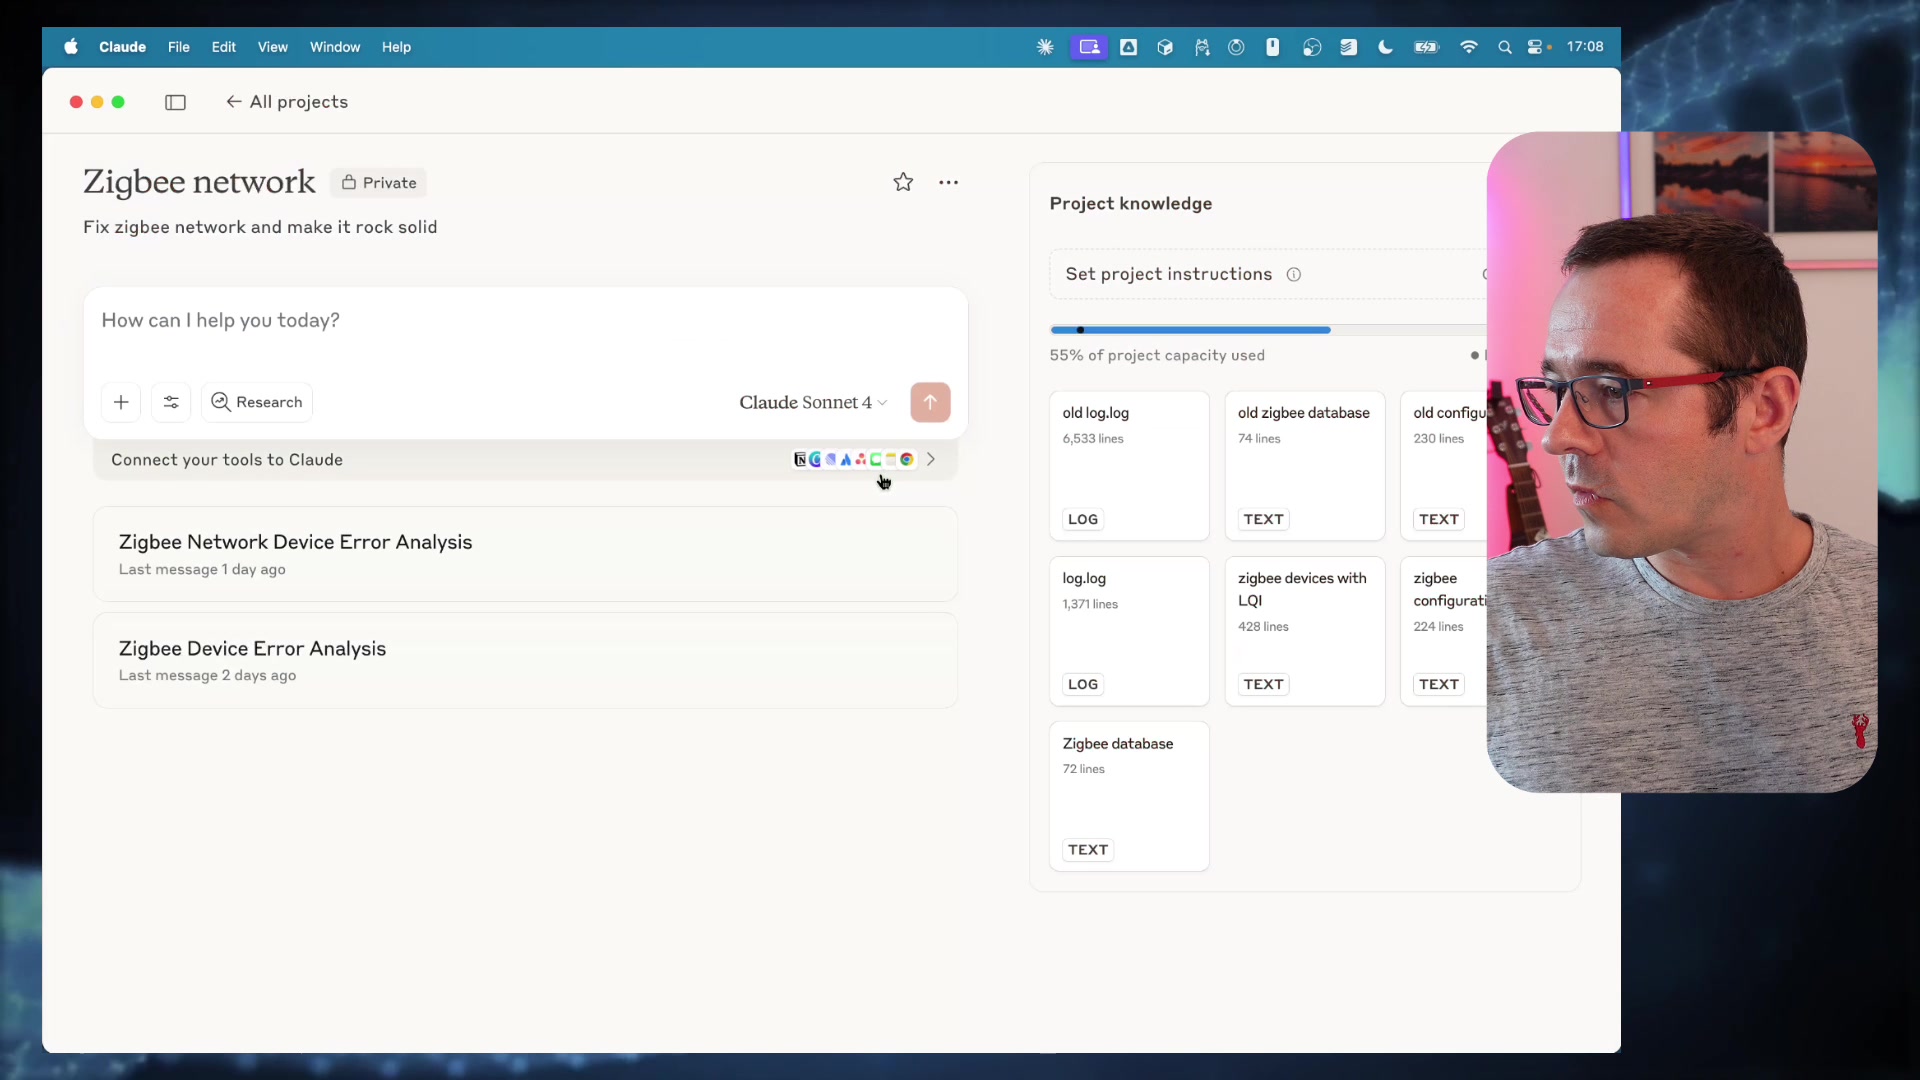 Claude File Edit View Window Help 17:08
All projects
Zigbee network Private
Fix zigbee network and make it rock solid
How can I help you today?
Research Claude Sonnet 4
Connect your tools to Claude
Zigbee Network Device Error Analysis
Last message 1 day ago
Zigbee Device Error Analysis
Last message 2 days ago
Project knowledge
Set project instructions
55% of project capacity used
old log.log
6,533 lines
LOG
old zigbee database
74 lines
TEXT
old configu
230 lines
TEXT
log.log
1,371 lines
LOG
zigbee devices with
LQI
428 lines
TEXT
zigbee
configurati
224 lines
TEXT
Zigbee database
72 lines
TEXT